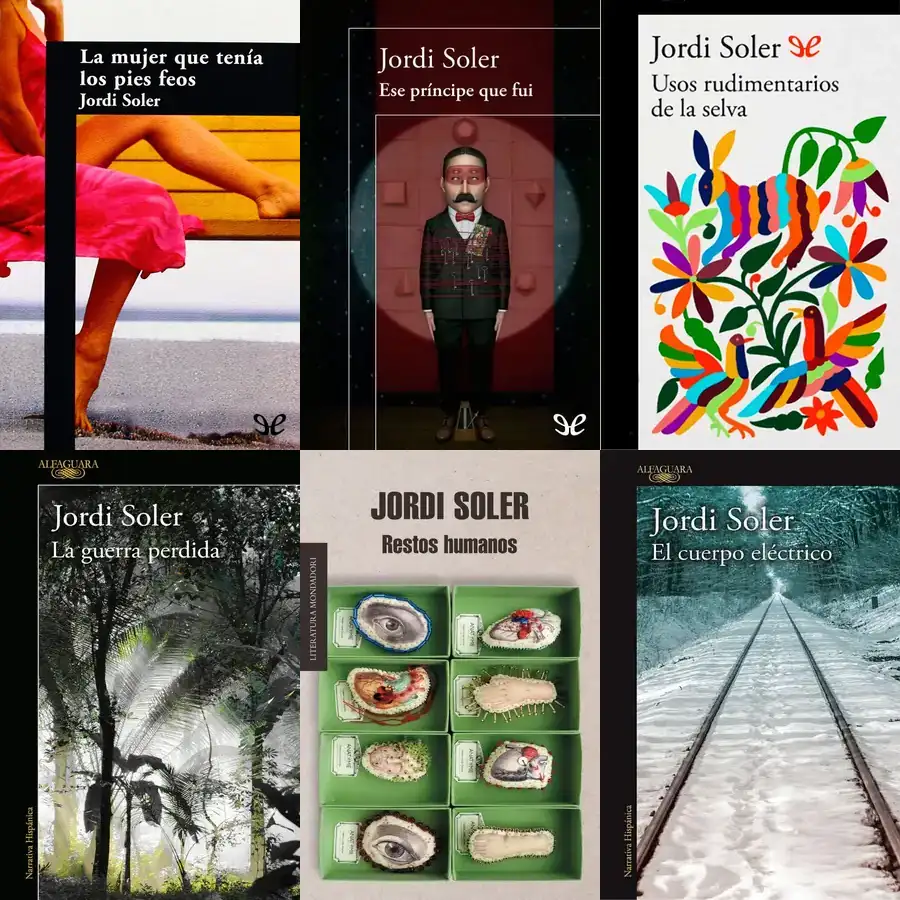 La mujer que tenía
los pies feos
Jordi Soler
Jordi Soler
Ese príncipe que fui
Jordi Soler
Usos rudimentarios
de la selva
ALFAGUARA
Jordi Soler
La guerra perdida
Narrativa Hispánica
JORDI SOLER
Restos humanos
LITERATURA MONDADORI
ALFAGUARA
Jordi Soler
El cuerpo eléctrico
Narrativa Hispánica